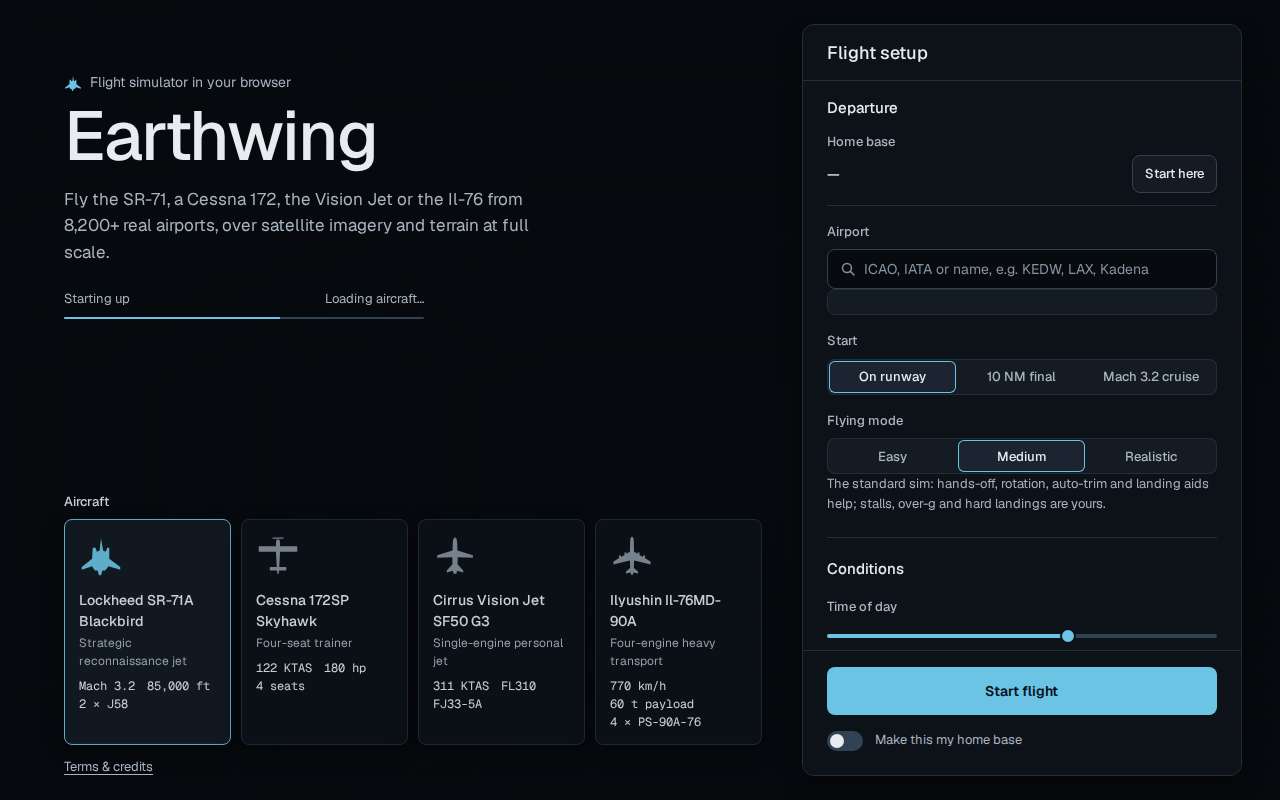 Flight simulator in your browser
Earthwing
Fly the SR-71, a Cessna 172, the Vision Jet or the Il-76 from
8,200+ real airports, over satellite imagery and terrain at full
scale.
Starting up
Loading aircraft…
Aircraft
Lockheed SR-71A
Blackbird
Strategic
reconnaissance jet
Mach 3.2 85,000 ft
2 × J58
Cessna 172SP
Skyhawk
Four-seat trainer
122 KTAS 180 hp
4 seats
Cirrus Vision Jet
SF50 G3
Single-engine personal
jet
311 KTAS FL310
FJ33-5A
Ilyushin Il-76MD-
90A
Four-engine heavy
transport
770 km/h
60 t payload
4 × PS-90A-76
Terms & credits
Flight setup
Departure
Home base
—
Start here
Airport
ICAO, IATA or name, e.g. KEDW, LAX, Kadena
Start
On runway
10 NM final
Mach 3.2 cruise
Flying mode
Easy
Medium
Realistic
The standard sim: hands-off, rotation, auto-trim and landing aids
help; stalls, over-g and hard landings are yours.
Conditions
Time of day
Start flight
Make this my home base